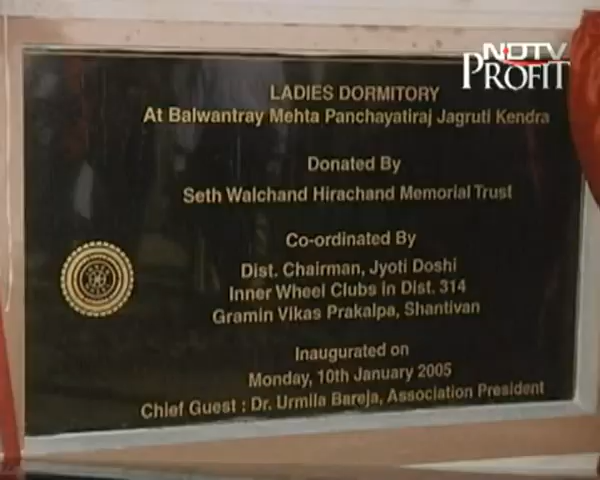 NDTV
PROFIT
LADIES DORMITORY
At Balwantray Mehta Panchayatiraj Jagruti Kendra
Donated By
Seth Walchand Hirachand Memorial Trust
Co-ordinated By
Dist. Chairman, Jyoti Doshi
Inner Wheel Clubs in Dist. 314
Gramin Vikas Prakalpa, Shantivan
Inaugurated on
Monday, 10th January 2005
Chief Guest : Dr. Urmila Bareja, Association President